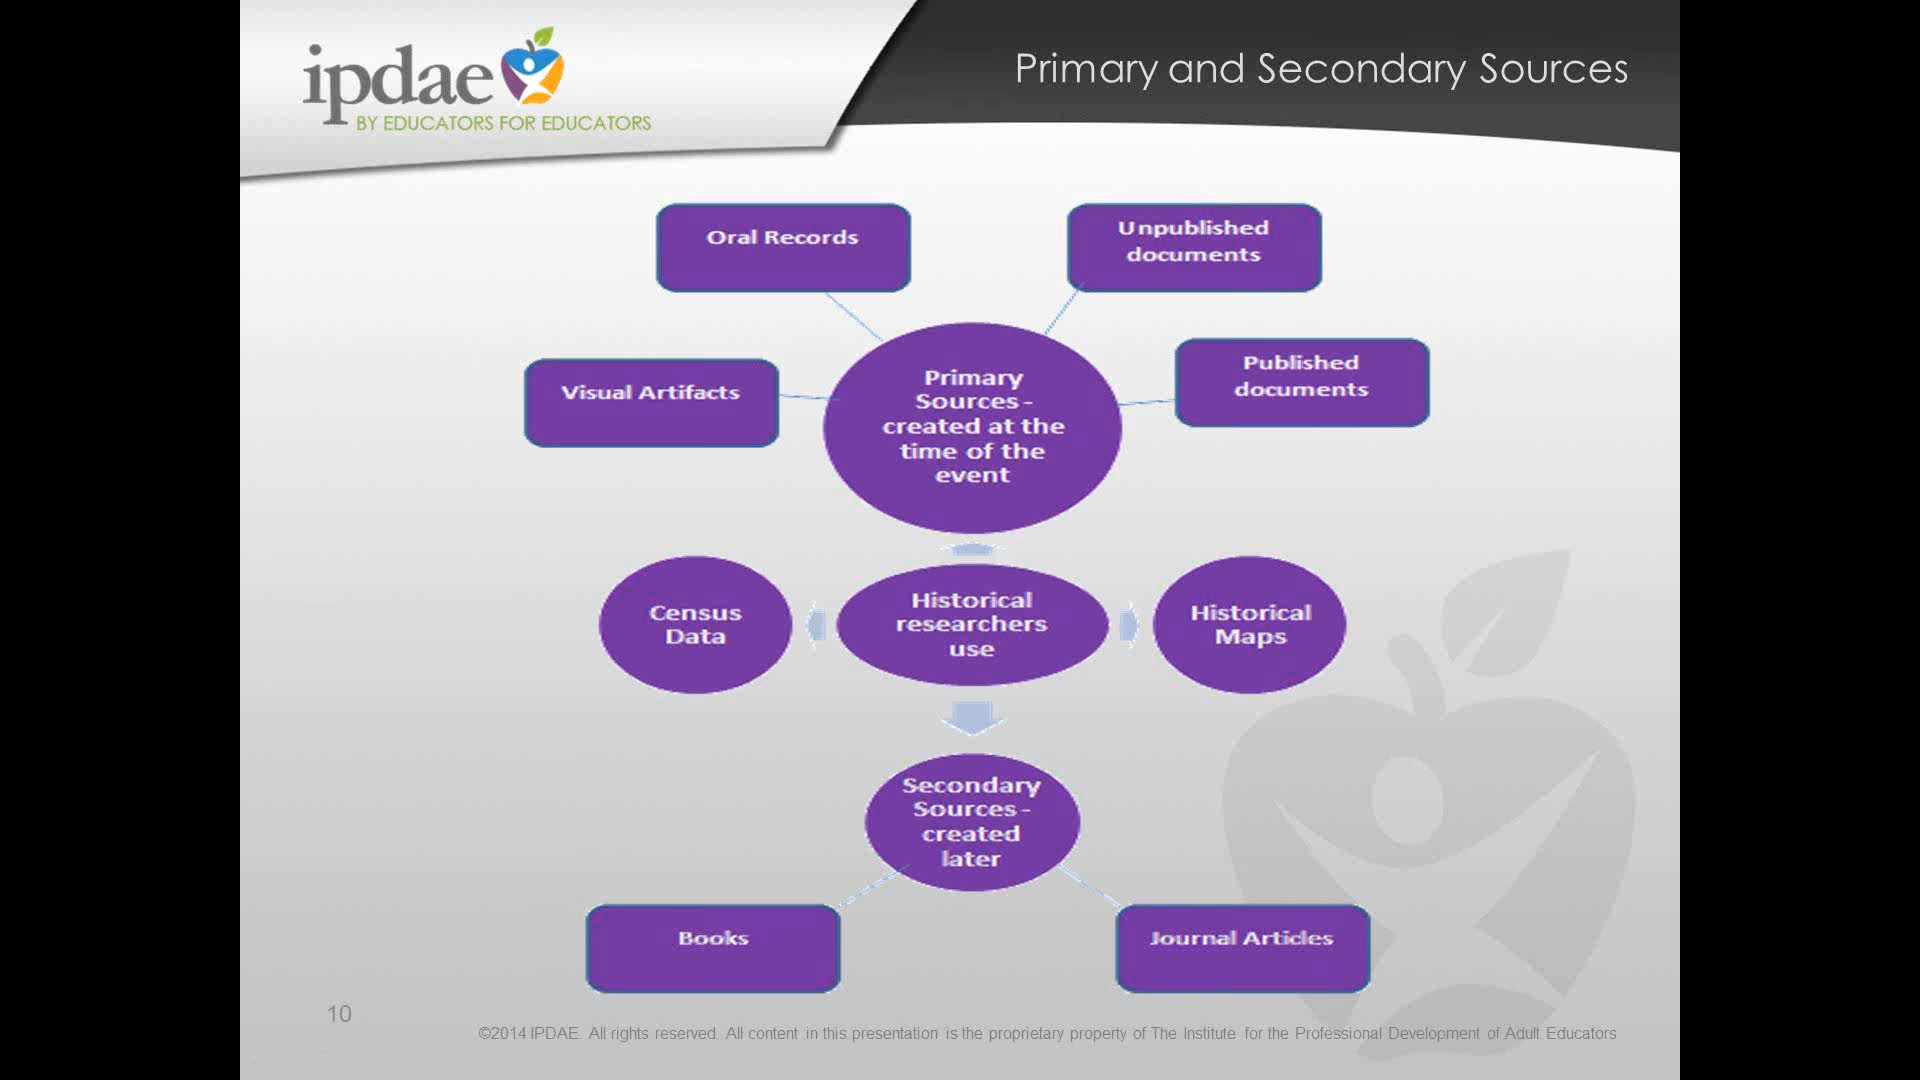 ipdae
BY EDUCATORS FOR EDUCATORS
Primary and Secondary Sources
Oral Records
Unpublished
documents
Visual Artifacts
Published
documents
Primary
Sources -
created at the
time of the
event
Census
Data
Historical
researchers
use
Historical
Maps
Secondary
Sources -
created
later
Books
Journal Articles
10
©2014 IPDAE. All rights reserved. All content in this presentation is the proprietary property of The Institute for the Professional Development of Adult Educators